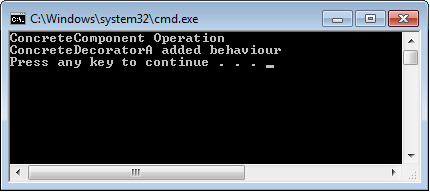 C:\Windows\system32\cmd.exe
ConcreteComponent Operation
ConcreteDecoratorA added behaviour
Press any key to continue . . . _